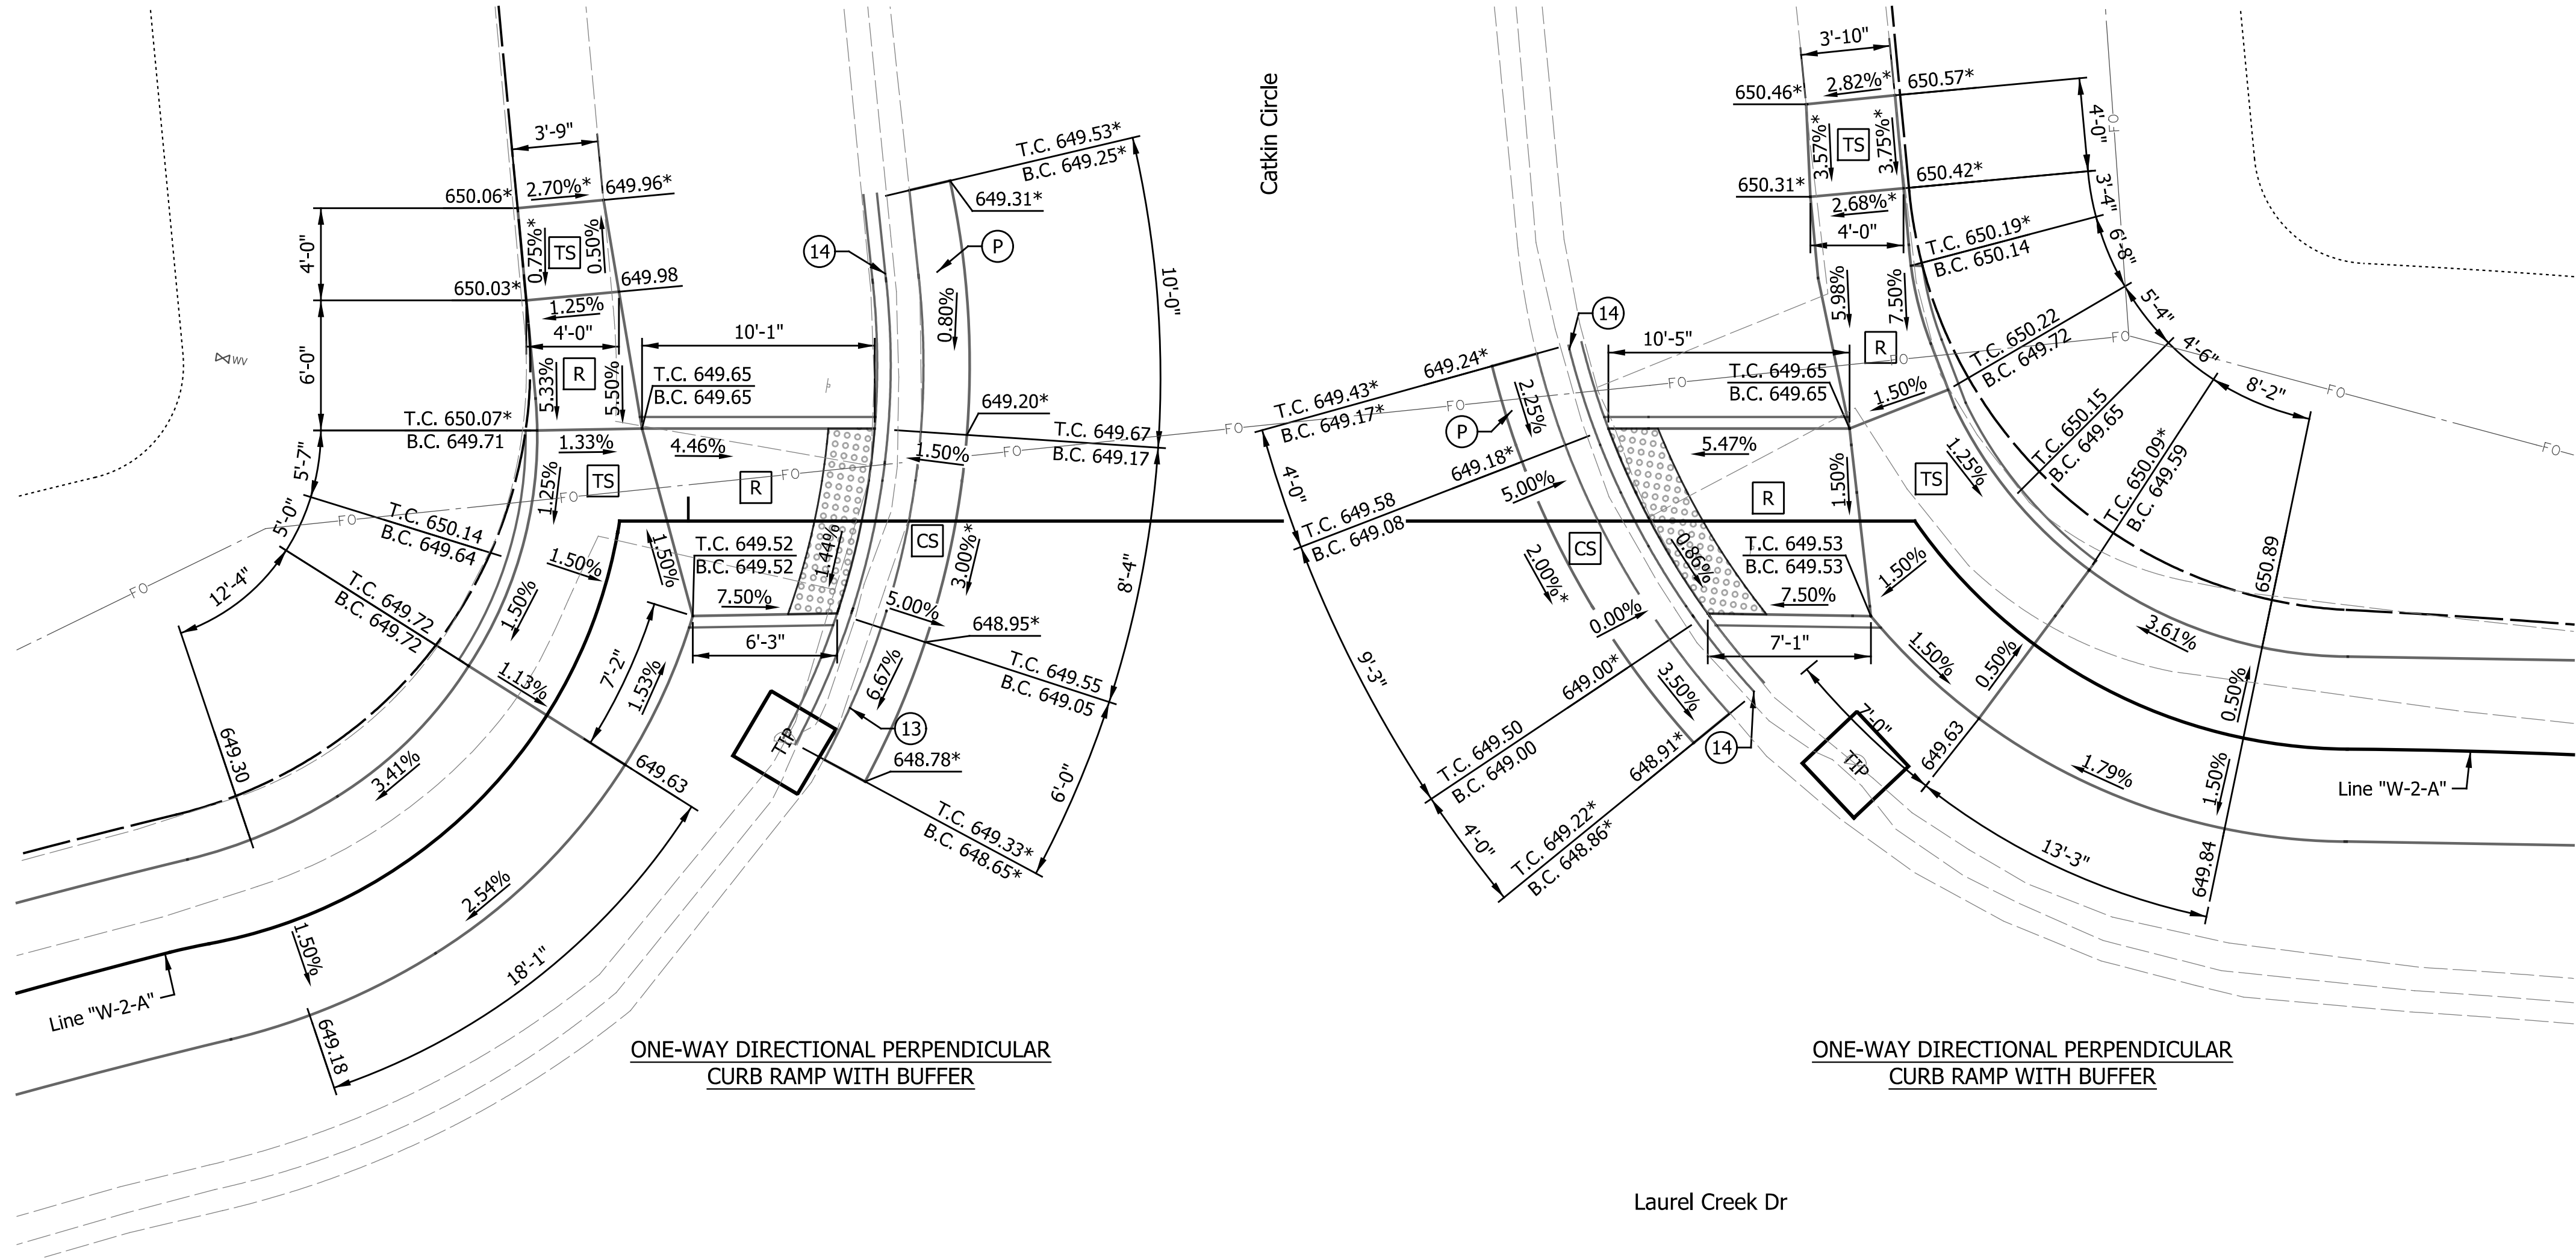 3'-9"
650.06*
2.70%*
649.96*
4'-0"
0.75%*
TS
0.50%
650.03*
649.98
1.25%
4'-0"
6'-0"
5.33%
R
5.50%
10'-1"
T.C. 649.65
B.C. 649.65
WV
T.C. 650.07*
B.C. 649.71
1.33%
4.46%
5'-7"
1.25%
TS
R
FO
FO
FO
FO
FO
FO
5'-0"
T.C. 650.14
B.C. 649.64
12'-4"
T.C. 649.72
B.C. 649.72
1.50%
1.50%
1.50%
T.C. 649.52
B.C. 649.52
1.44%
7.50%
6'-3"
7'-2"
1.53%
1.13%
649.30
3.41%
649.63
TIP
2.54%
1.50%
18'-1"
649.18
Line "W-2-A"
14
P
T.C. 649.53*
B.C. 649.25*
649.31*
0.80%
10'-0"
649.20*
T.C. 649.67
B.C. 649.17
1.50%
CS
3.00%*
8'-4"
5.00%
648.95*
T.C. 649.55
B.C. 649.05
6.67%
13
648.78*
6'-0"
T.C. 649.33*
B.C. 648.65*
ONE-WAY DIRECTIONAL PERPENDICULAR
CURB RAMP WITH BUFFER
Catkin Circle
3'-10"
650.46*
2.82%*
650.57*
3.57%*
TS
3.75%*
4'-0"
650.31*
650.42*
2.68%*
4'-0"
3'-4"
T.C. 650.19*
B.C. 650.14
6'-8"
5.98%
7.50%
R
FO
FO
FO
FO
FO
FO
FO
FO
5'-4"
T.C. 650.22
B.C. 649.72
4'-6"
8'-2"
14
10'-5"
T.C. 649.65
B.C. 649.65
1.50%
649.24*
T.C. 649.43*
B.C. 649.17*
2.25%
P
5.47%
1.50%
R
TS
1.25%
T.C. 650.15
B.C. 649.65
T.C. 650.09*
B.C. 649.59
4'-0"
649.18*
5.00%
T.C. 649.58
B.C. 649.08
CS
2.00%*
0.00%
0.86%
T.C. 649.53
B.C. 649.53
7.50%
7'-1"
1.50%
1.50%
0.50%
3.61%
650.89
9'-3"
649.00*
T.C. 649.50
B.C. 649.00
3.50%
648.91*
14
7'-0"
TIP
649.63
0.50%
1.50%
1.79%
Line "W-2-A"
4'-0"
T.C. 649.22*
B.C. 648.86*
13'-3"
649.84
ONE-WAY DIRECTIONAL PERPENDICULAR
CURB RAMP WITH BUFFER
Laurel Creek Dr